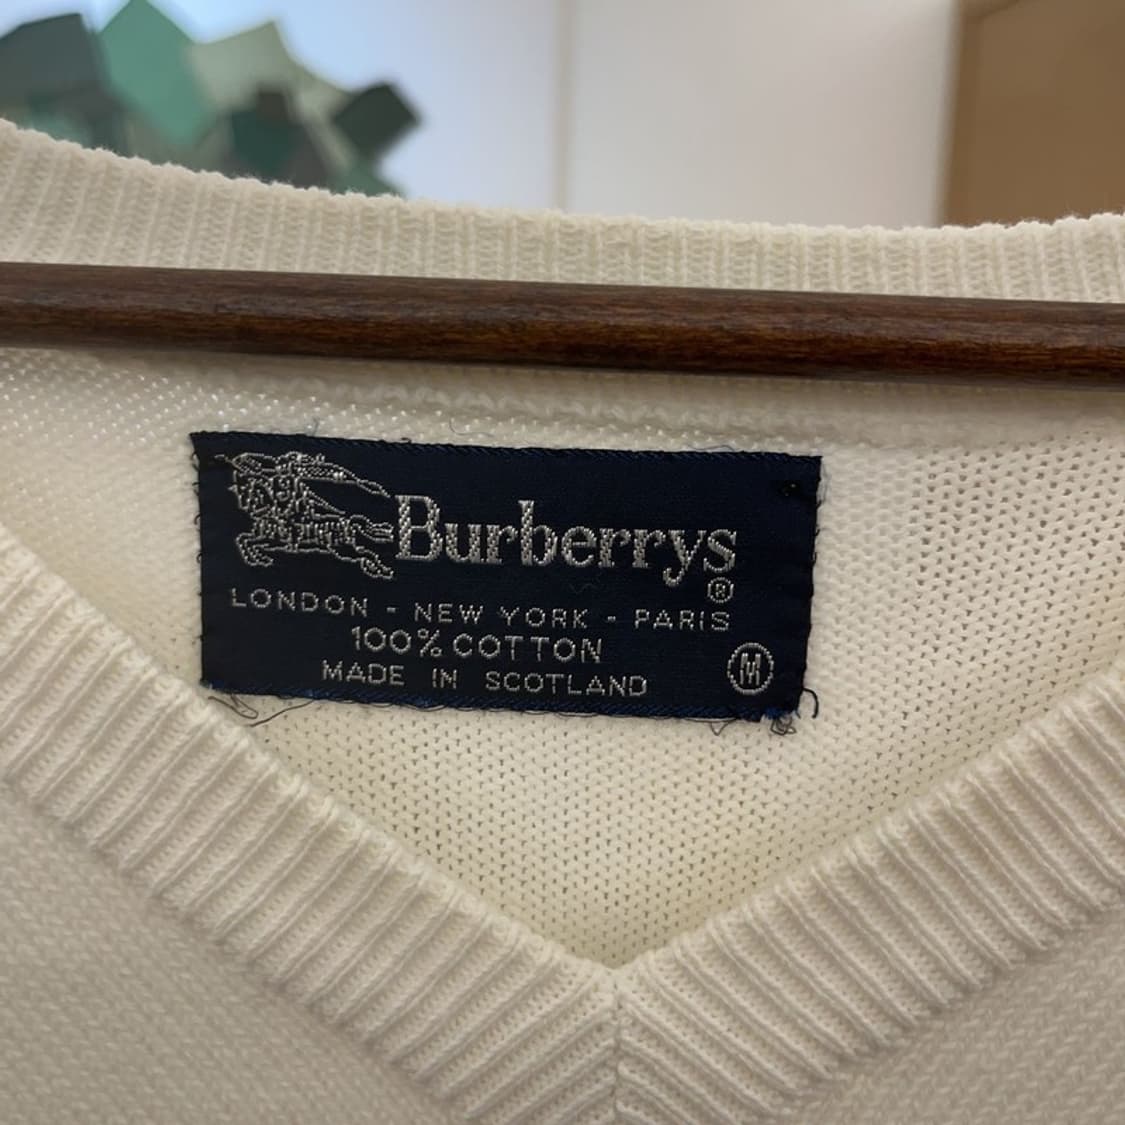 Burberrys
®
LONDON - NEW YORK - PARIS
100% COTTON
MADE IN SCOTLAND
M